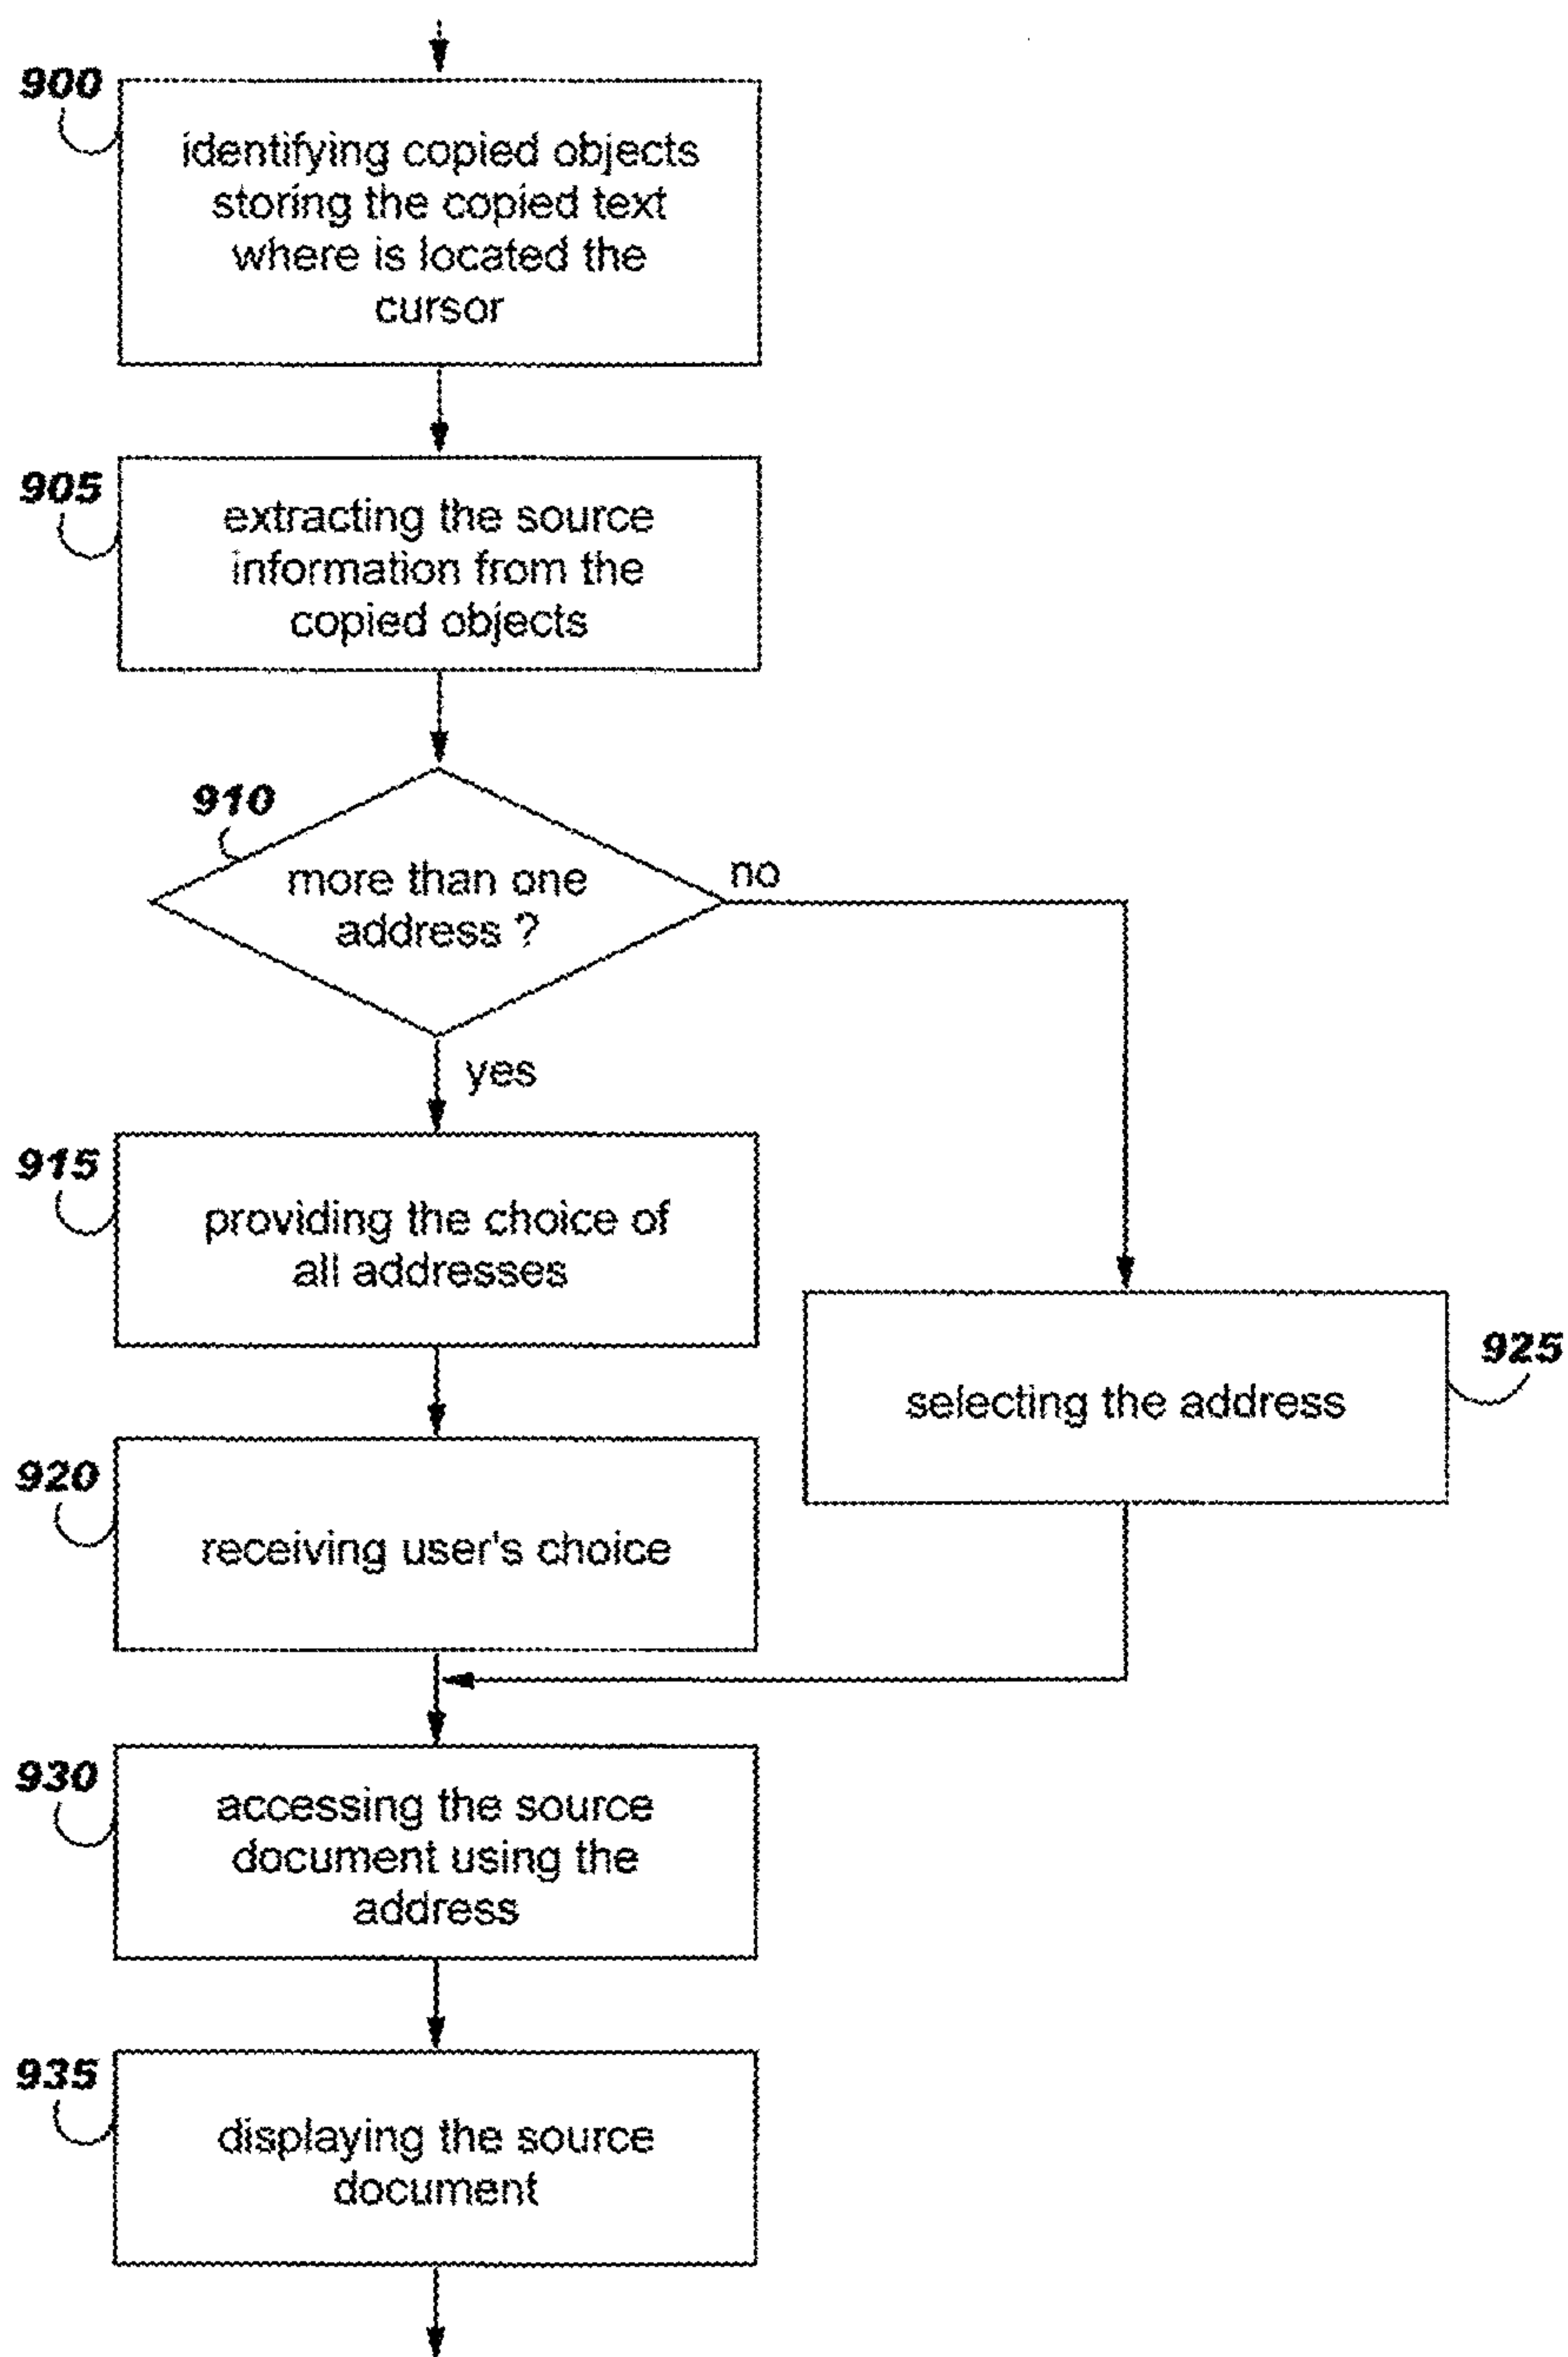 900
identifying copied objects
storing the copied text
where is located the
cursor
905
extracting the source
information from the
copied objects
910
more than one
address ?
no
yes
915
providing the choice of
all addresses
925
selecting the address
920
receiving user's choice
930
accessing the source
document using the
address
935
displaying the source
document